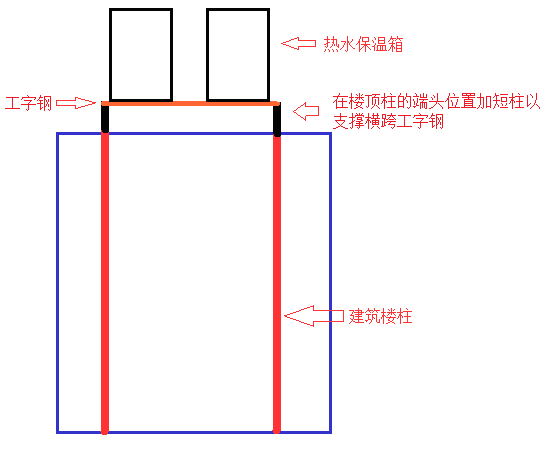 热水保温箱
工字钢
在楼顶柱的端头位置加短柱以
支撑横跨工字钢
建筑楼柱